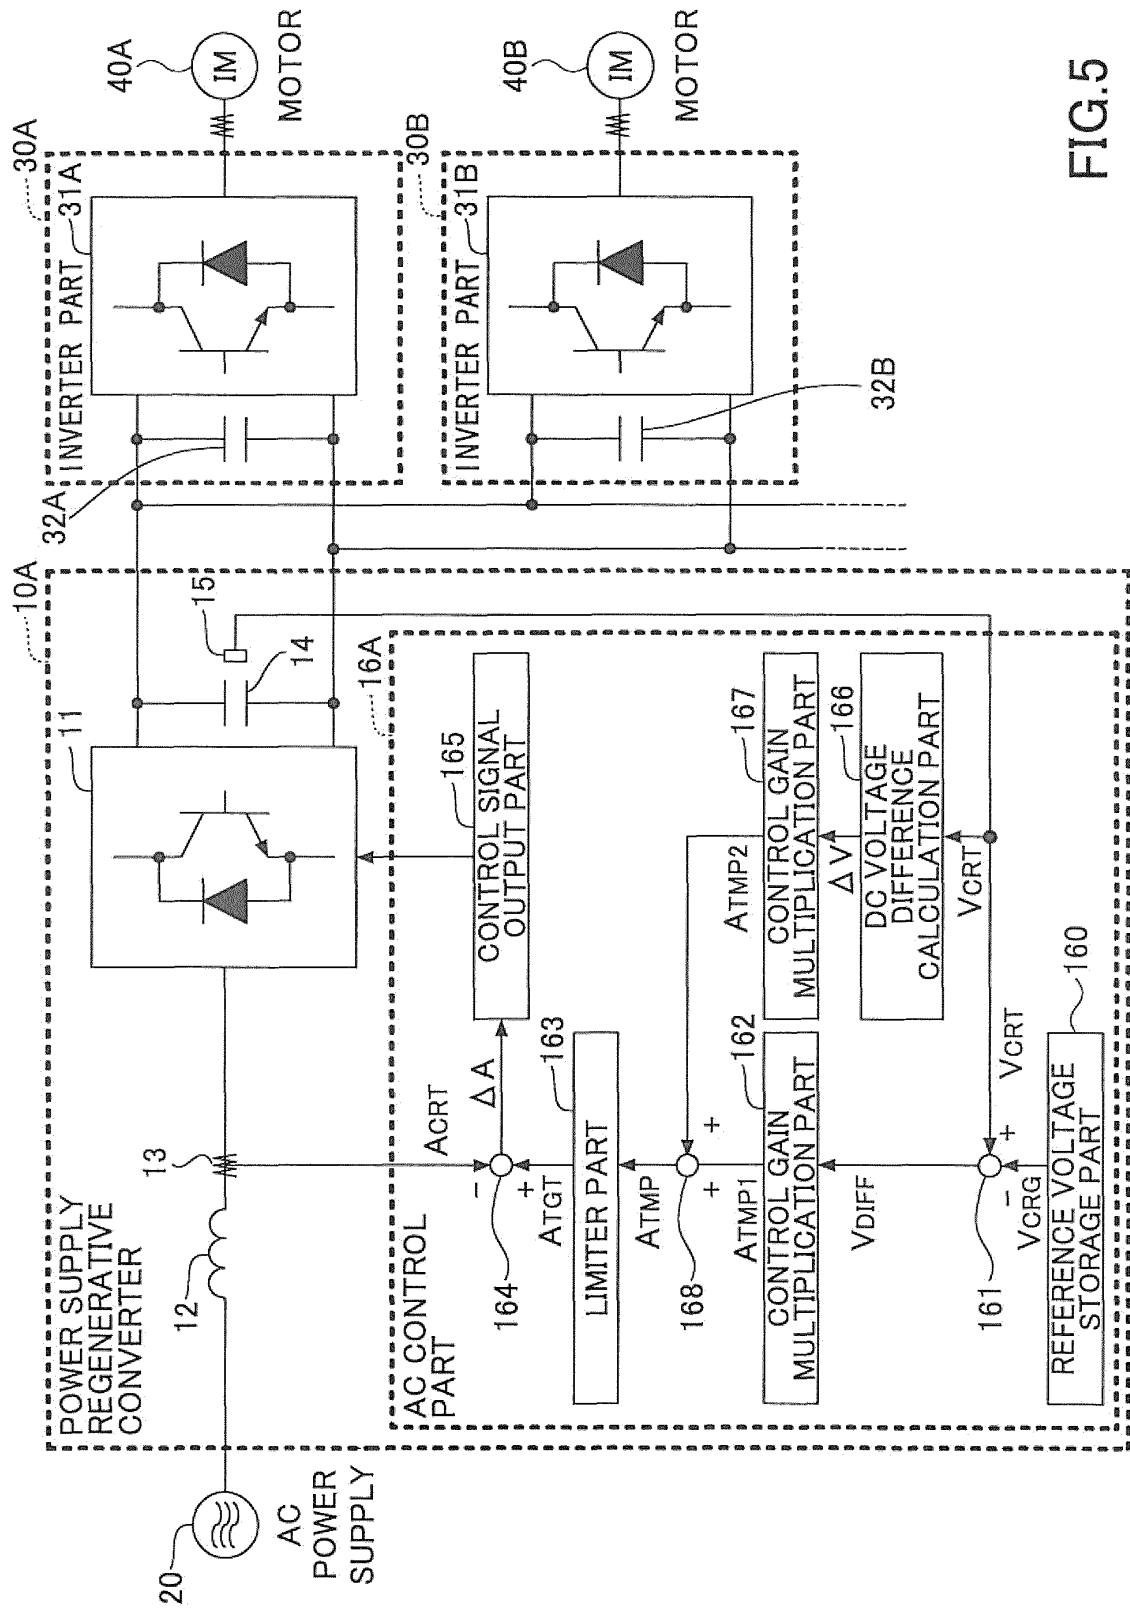 20
AC
POWER
SUPPLY
POWER SUPPLY
REGENERATIVE
CONVERTER
10A
12
13
11
14
15
AC CONTROL
PART
16A
ACRT
-
+
164
ΔA
CONTROL SIGNAL
OUTPUT PART
165
ATGT
LIMITER PART
163
ATMP
168
+
+
ATMP1
ATMP2
CONTROL GAIN
MULTIPLICATION PART
162
CONTROL GAIN
MULTIPLICATION PART
167
ΔV
DC VOLTAGE
DIFFERENCE
CALCULATION PART
166
VCRT
VDIFF
161
+
-
VCRT
VCRG
REFERENCE VOLTAGE
STORAGE PART
160
INVERTER PART
30A
31A
32A
IM
40A
MOTOR
INVERTER PART
30B
31B
32B
IM
40B
MOTOR
FIG.5